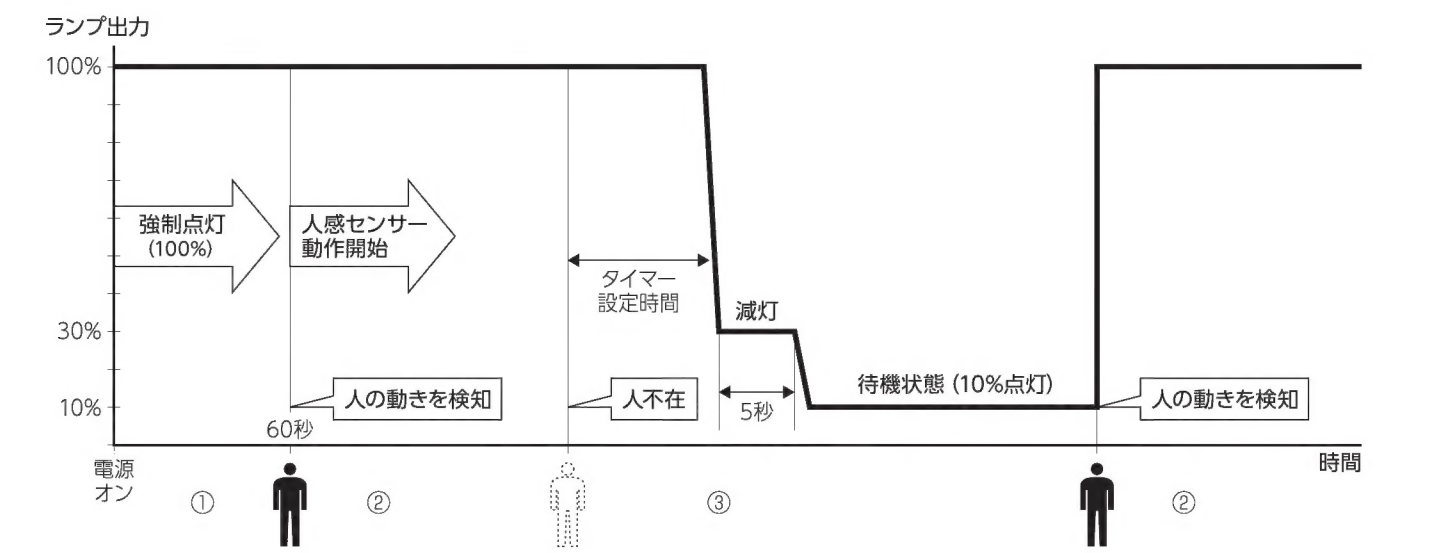 ランプ出力
100%
強制点灯
(100%)
人感センサー
動作開始
タイマー
設定時間
30%
減灯
10%
人の動きを検知
人不在
5秒
待機状態（10%点灯）
人の動きを検知
60秒
電源
オン
時間
①
②
③
②